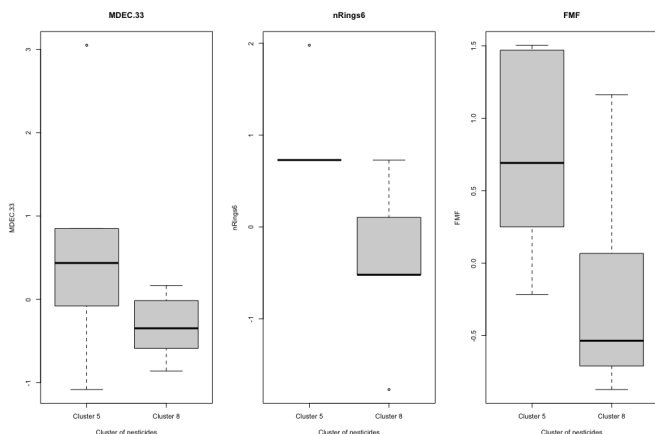 MDEC.33
MDEC.33
3
2
1
0
-1
Cluster 5
Cluster 8
Cluster of pesticides
nRings6
nRings6
2
1
0
-1
Cluster 5
Cluster 8
Cluster of pesticides
FMF
FMF
1.5
1.0
0.5
0.0
-0.5
Cluster 5
Cluster 8
Cluster of pesticides